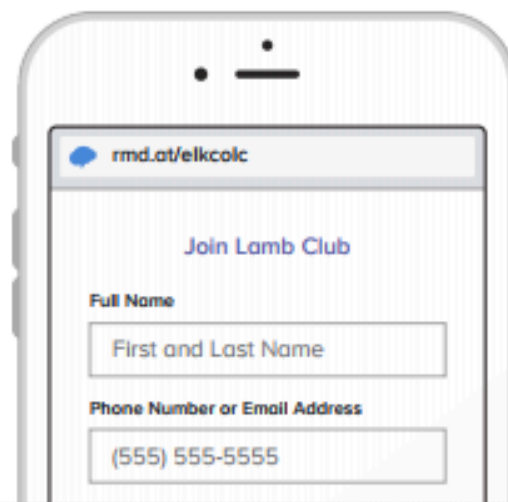 rmd.at/elkcolc
Join Lamb Club
Full Name
First and Last Name
Phone Number or Email Address
(555) 555-5555